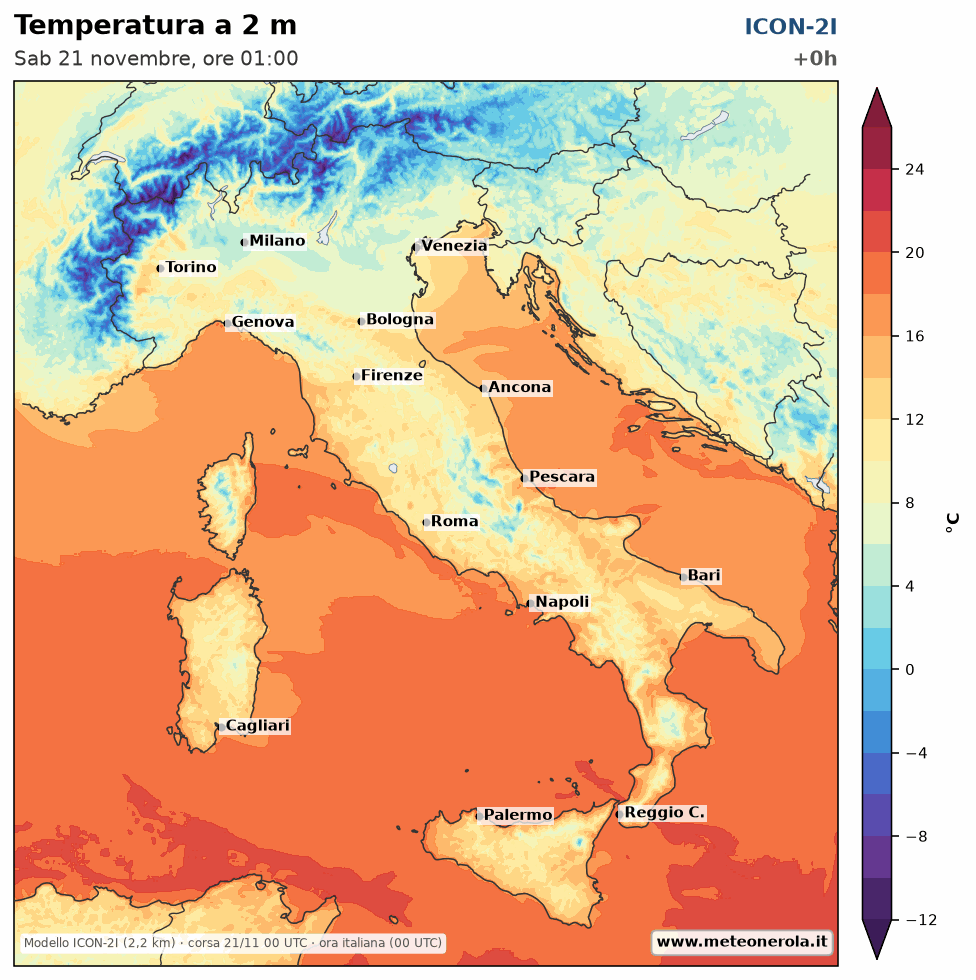 Temperatura a 2 m
ICON-2I
Sab 21 novembre, ore 01:00
+0h
24
20
16
12
8
4
0
−4
−8
−12
°C
Milano
Venezia
Torino
Genova
Bologna
Firenze
Ancona
Pescara
Roma
Bari
Napoli
Cagliari
Palermo
Reggio C.
Modello ICON-2I (2,2 km) · corsa 21/11 00 UTC · ora italiana (00 UTC)
www.meteonerola.it